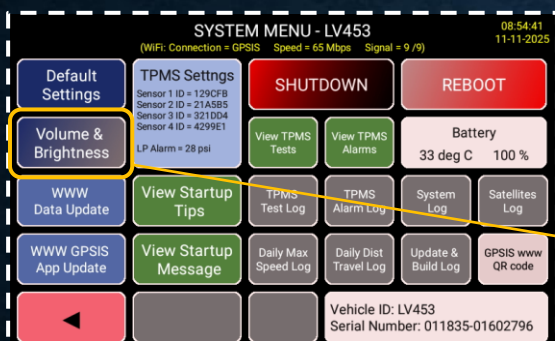 SYSTEM MENU - LV453
(WiFi: Connection = GPSIS Speed = 65 Mbps Signal = 9 /9)
08:54:41
11-11-2025
Default
Settings
TPMS Settngs
Sensor 1 ID = 129CFB
Sensor 2 ID = 21A5B5
Sensor 3 ID = 321DD4
Sensor 4 ID = 4299E1
LP Alarm = 28 psi
SHUTDOWN
REBOOT
Volume &
Brightness
View TPMS
Tests
View TPMS
Alarms
Battery
33 deg C 100 %
WWW
Data Update
View Startup
Tips
TPMS
Test Log
TPMS
Alarm Log
System
Log
Satellites
Log
WWW GPSIS
App Update
View Startup
Message
Daily Max
Speed Log
Daily Dist
Travel Log
Update &
Build Log
GPSIS www
QR code
Vehicle ID: LV453
Serial Number: 011835-01602796